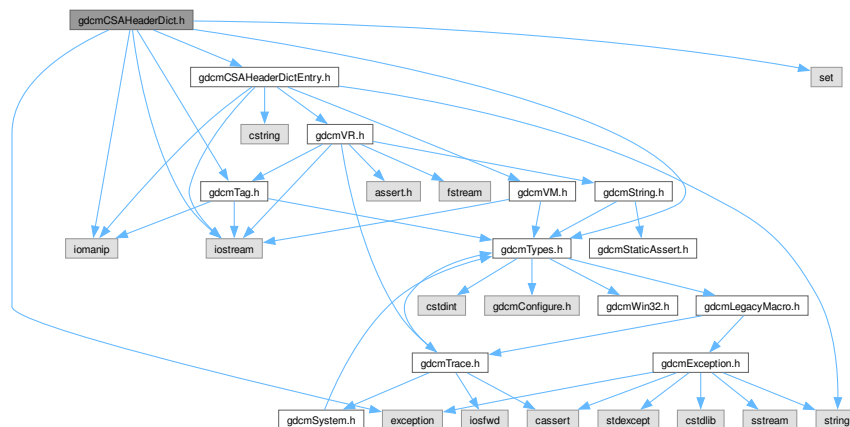 gdcmCSAHeaderDict.h
gdcmCSAHeaderDictEntry.h
set
cstring
gdcmVR.h
gdcmTag.h
assert.h
fstream
gdcmVM.h
gdcmString.h
iomanip
iostream
gdcmTypes.h
gdcmStaticAssert.h
cstdint
gdcmConfigure.h
gdcmWin32.h
gdcmLegacyMacro.h
gdcmTrace.h
gdcmException.h
gdcmSystem.h
exception
iosfwd
cassert
stdexcept
cstdlib
sstream
string